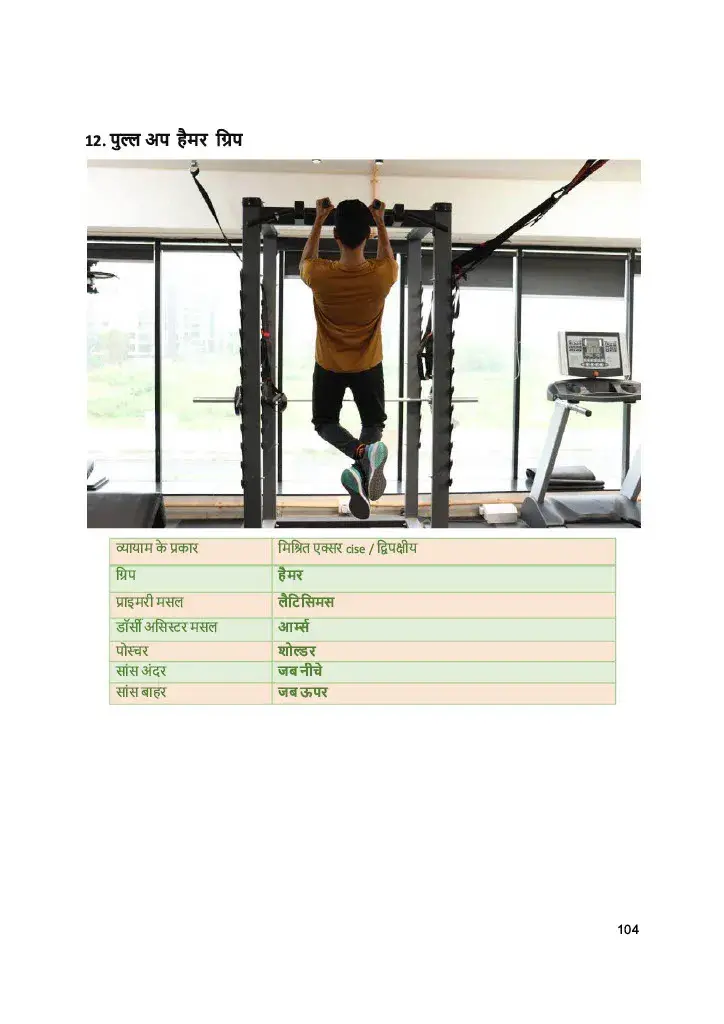 12. पुल्ल अप हैमर ग्रिप
व्यायाम के प्रकार मिश्रित एक्सर cise / द्विपक्षीय
ग्रिप हैमर
प्राइमरी मसल लैटिसिमस
डॉर्सी असिस्टर मसल आर्म्स
पोस्चर शोल्डर
सांस अंदर जब नीचे
सांस बाहर जब ऊपर
104